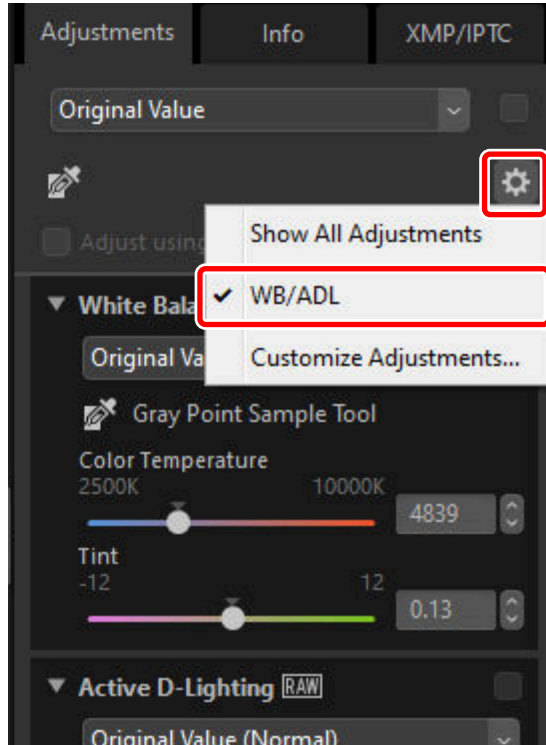 Adjustments Info XMP/IPTC
Original Value
Adjust using
Show All Adjustments
WB/ADL
Customize Adjustments...
White Bala
Original Va
Gray Point Sample Tool
Color Temperature
2500K 10000K
4839
Tint
-12 12
0.13
Active D-Lighting RAW
Original Value (Normal)